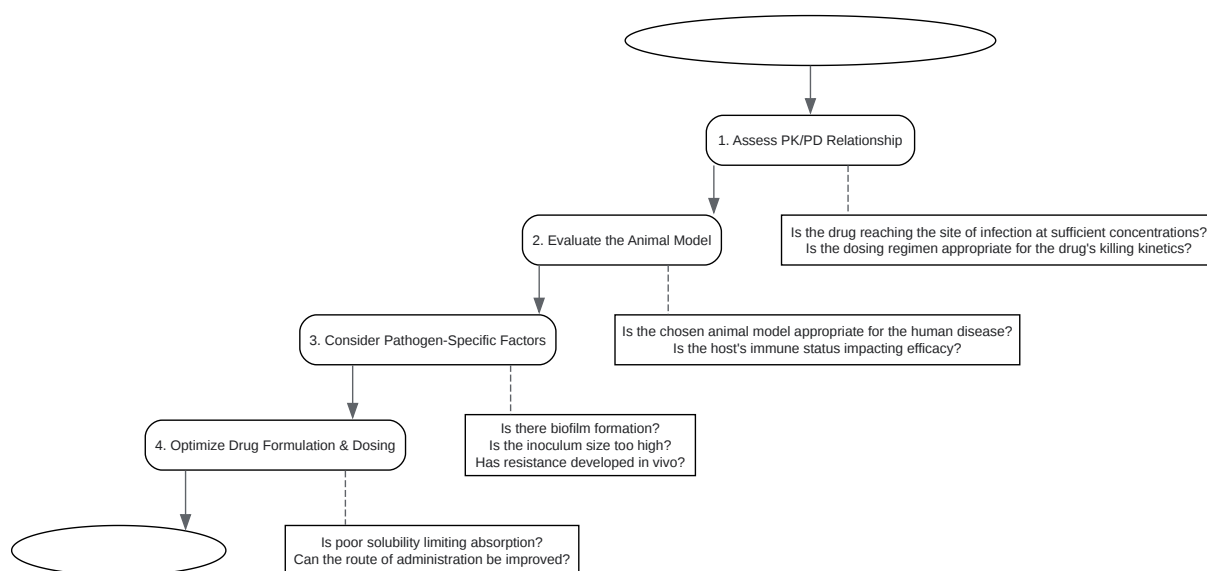 1. Assess PK/PD Relationship
Is the drug reaching the site of infection at sufficient concentrations?
Is the dosing regimen appropriate for the drug's killing kinetics?
2. Evaluate the Animal Model
Is the chosen animal model appropriate for the human disease?
Is the host's immune status impacting efficacy?
3. Consider Pathogen-Specific Factors
Is there biofilm formation?
Is the inoculum size too high?
Has resistance developed in vivo?
4. Optimize Drug Formulation & Dosing
Is poor solubility limiting absorption?
Can the route of administration be improved?